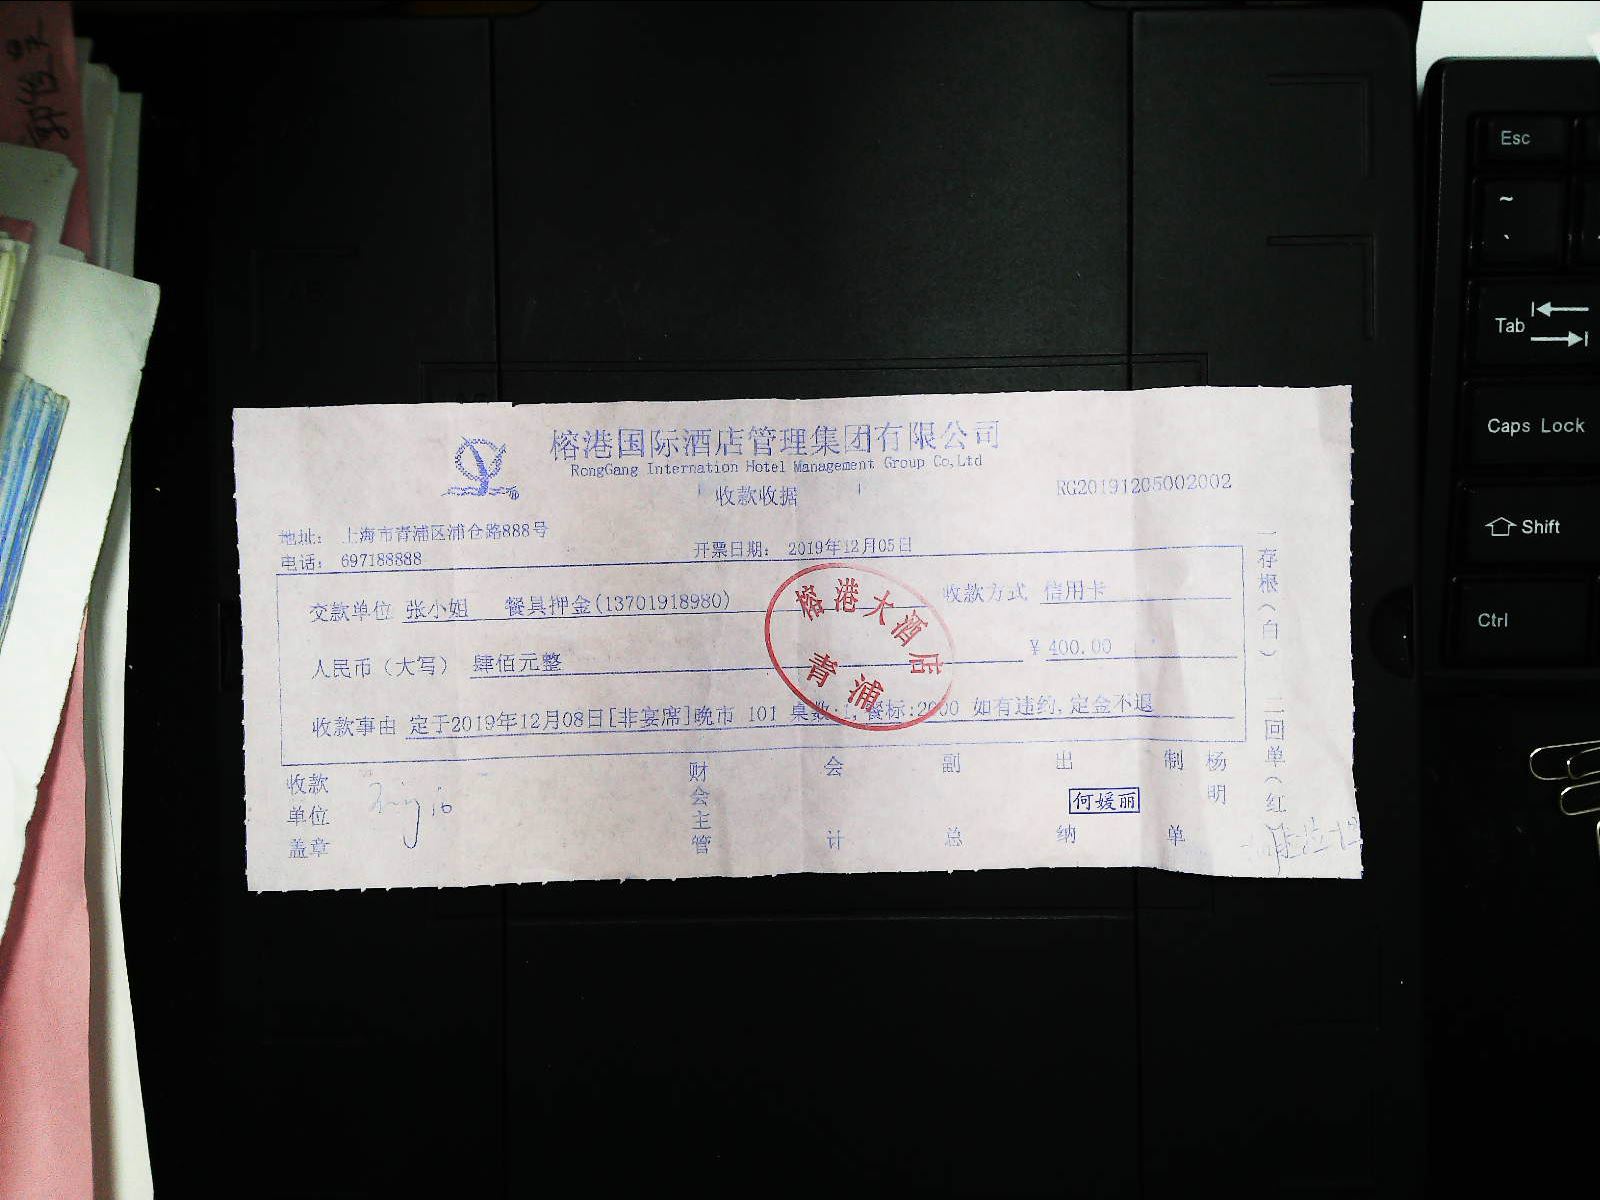 榕港国际酒店管理集团有限公司
RongGang Internation Hotel Management Group Co,Ltd
收款收据
RG20191205002002
地址： 上海市青浦区浦仓路888号
电话： 697188888
开票日期： 2019年12月05日
交款单位 张小姐 餐具押金(13701918980) 收款方式 信用卡
人民币（大写） 肆佰元整 ¥400.00
收款事由 定于2019年12月08日[非宴席]晚市 101 桌数:1,餐标:2000 如有违约,定金不退
榕港大酒店
青浦
收款单位盖章
财会主管
会计
副总
出纳
何媛丽
制单
杨明
一存根（白）
二回单（红
Esc
~
Tab
Caps Lock
Shift
Ctrl